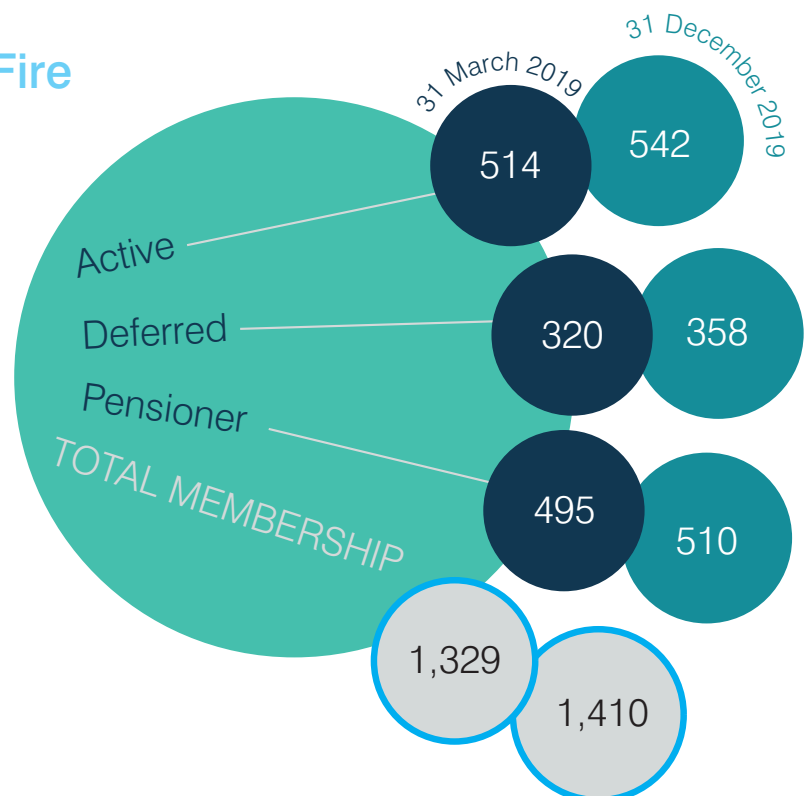 Fire
31 March 2019
31 December 2019
Active
514
542
Deferred
320
358
Pensioner
495
510
TOTAL MEMBERSHIP
1,329
1,410